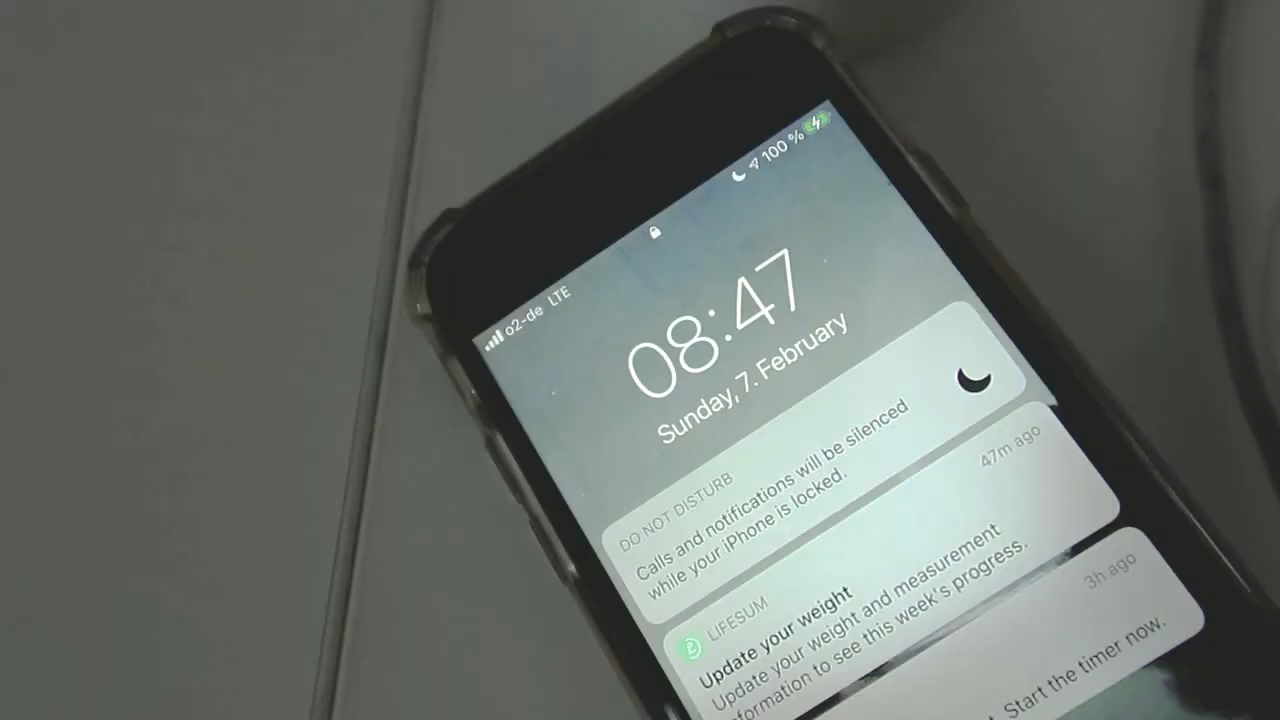 o2-de LTE
100 %
08:47
Sunday, 7. February
DO NOT DISTURB
Calls and notifications will be silenced
while your iPhone is locked.
LIFESUM
47m ago
Update your weight
Update your weight and measurement
information to see this week's progress.
3h ago
Start the timer now.